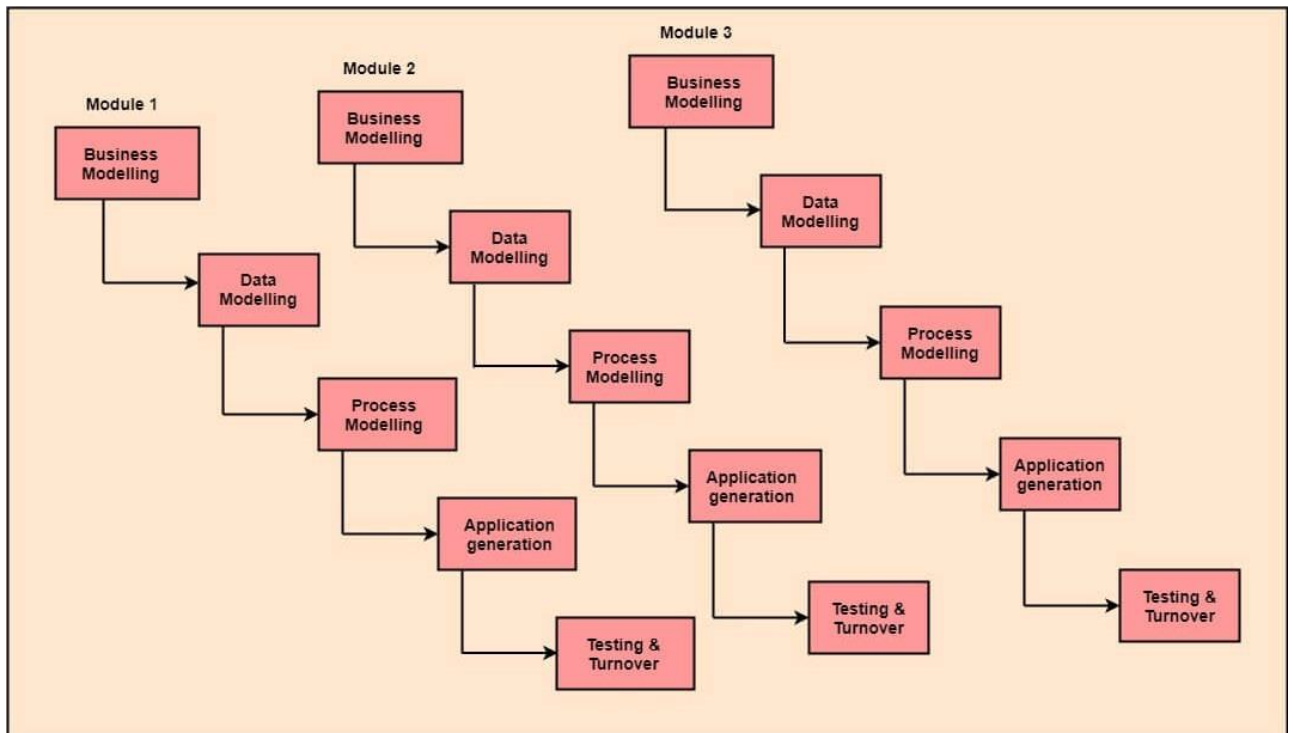 Module 1
Business
Modelling
Data
Modelling
Process
Modelling
Application
generation
Testing &
Turnover
Module 2
Business
Modelling
Data
Modelling
Process
Modelling
Application
generation
Testing &
Turnover
Module 3
Business
Modelling
Data
Modelling
Process
Modelling
Application
generation
Testing &
Turnover